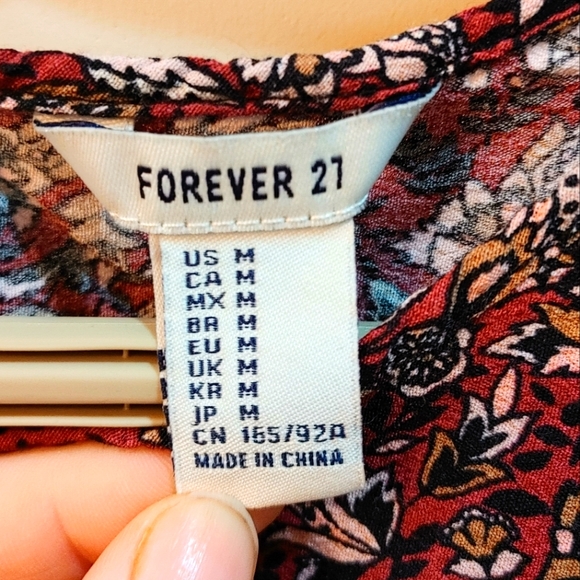 FOREVER 21
US M
CA M
MX M
BR M
EU M
UK M
KR M
JP M
CN 165/92A
MADE IN CHINA